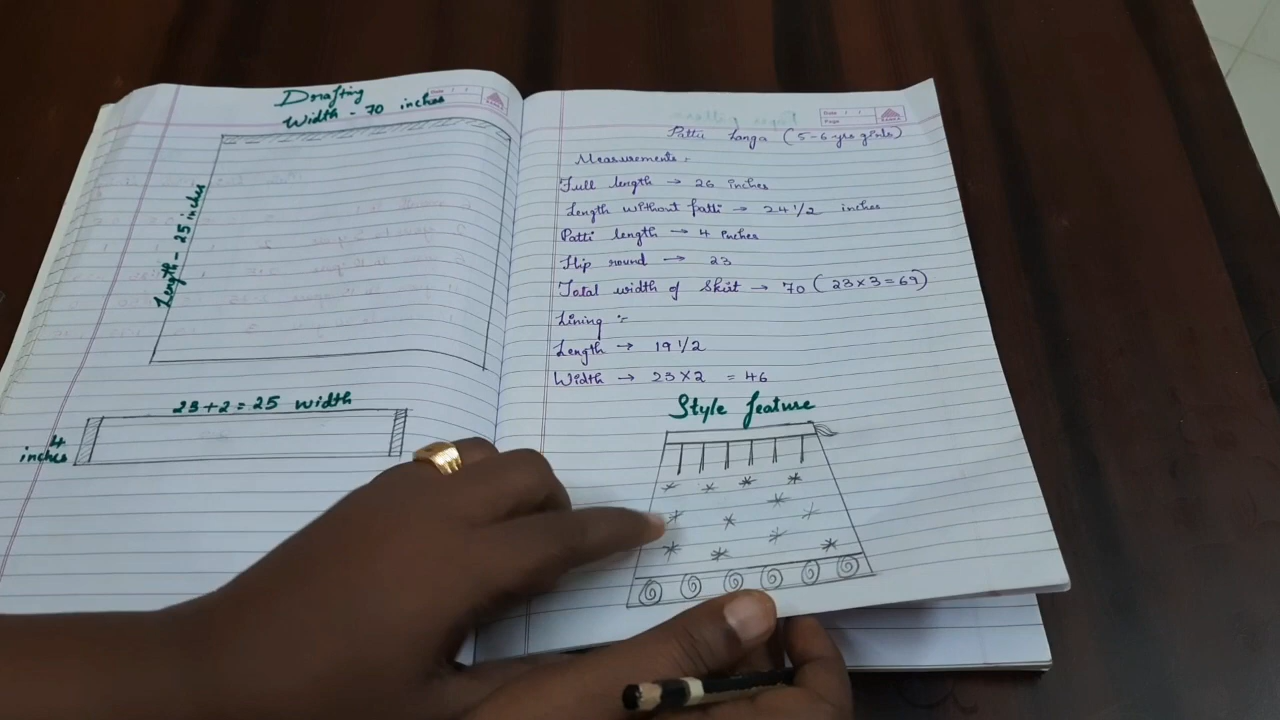 Drafting
Width - 70 inches
Length - 25 inches
23+2 = 25 width
4
inches
Date / /
Page
Patti Langa (5-6 yrs girls)
Measurements :-
Full length → 26 inches
Length without patti → 24 1/2 inches
Patti length → 4 inches
Hip round → 23
Total width of Skirt → 70 (23×3=69)
Lining :-
Length → 19 1/2
Width → 23×2 = 46
Style feature